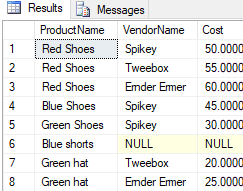 Results Messages
ProductName VendorName Cost
1 Red Shoes Spikey 50.0000
2 Red Shoes Tweebox 55.0000
3 Red Shoes Emder Emer 60.0000
4 Blue Shoes Spikey 45.0000
5 Green Shoes Spikey 30.0000
6 Blue shorts NULL NULL
7 Green hat Tweebox 20.0000
8 Green hat Emder Emer 25.0000